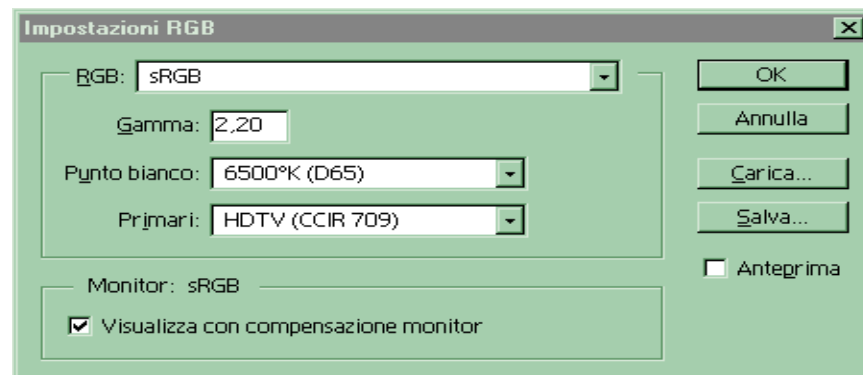 Impostazioni RGB
RGB: sRGB
Gamma: 2,20
Punto bianco: 6500°K (D65)
Primari: HDTV (CCIR 709)
Monitor: sRGB
Visualizza con compensazione monitor
OK
Annulla
Carica...
Salva...
Anteprima